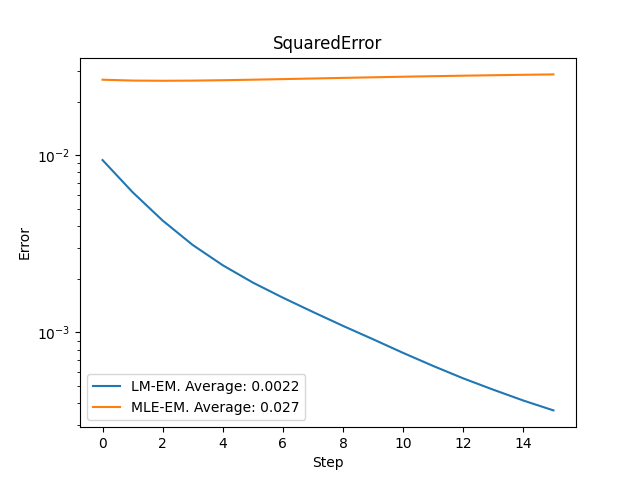 SquaredError
10⁻²
10⁻³
Error
LM-EM. Average: 0.0022
MLE-EM. Average: 0.027
0 2 4 6 8 10 12 14
Step